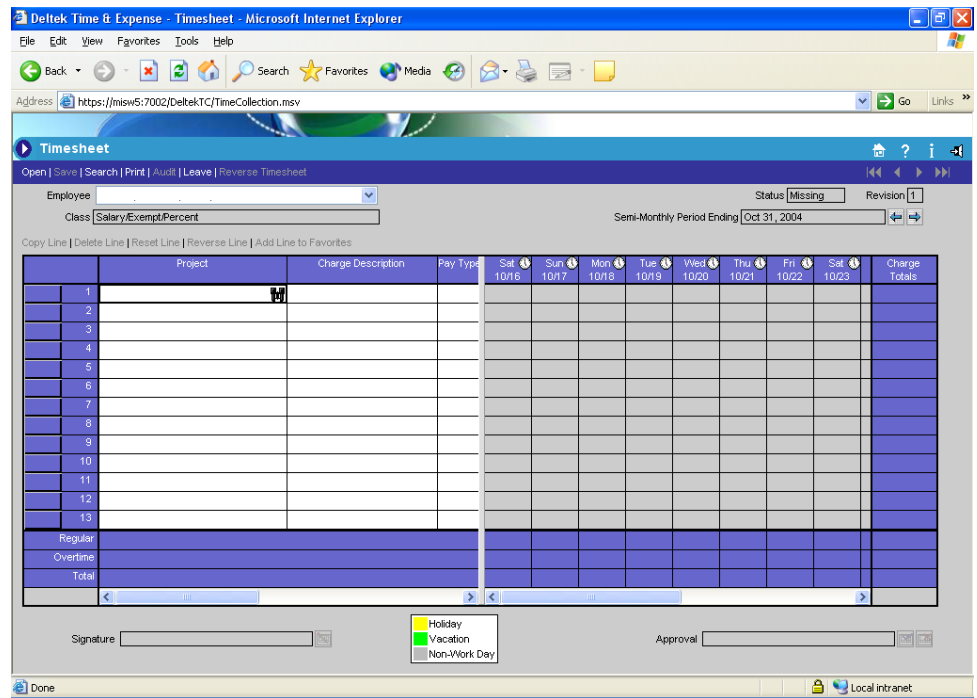 Deltek Time & Expense - Timesheet - Microsoft Internet Explorer
File Edit View Favorites Tools Help
Back Search Favorites Media
Address https://misw5:7002/DeltekTC/TimeCollection.msv Go Links »
Timesheet ? i
Open | Save | Search | Print | Audit | Leave | Reverse Timesheet
Employee , , Status Missing Revision 1
Class Salary/Exempt/Percent Semi-Monthly Period Ending Oct 31, 2004
Copy Line | Delete Line | Reset Line | Reverse Line | Add Line to Favorites
Project Charge Description Pay Type Sat Sun Mon Tue Wed Thu Fri Sat Charge
10/16 10/17 10/18 10/19 10/20 10/21 10/22 10/23 Totals
1
2
3
4
5
6
7
8
9
10
11
12
13
Regular
Overtime
Total
Holiday
Signature Vacation Approval
Non-Work Day
Done Local intranet